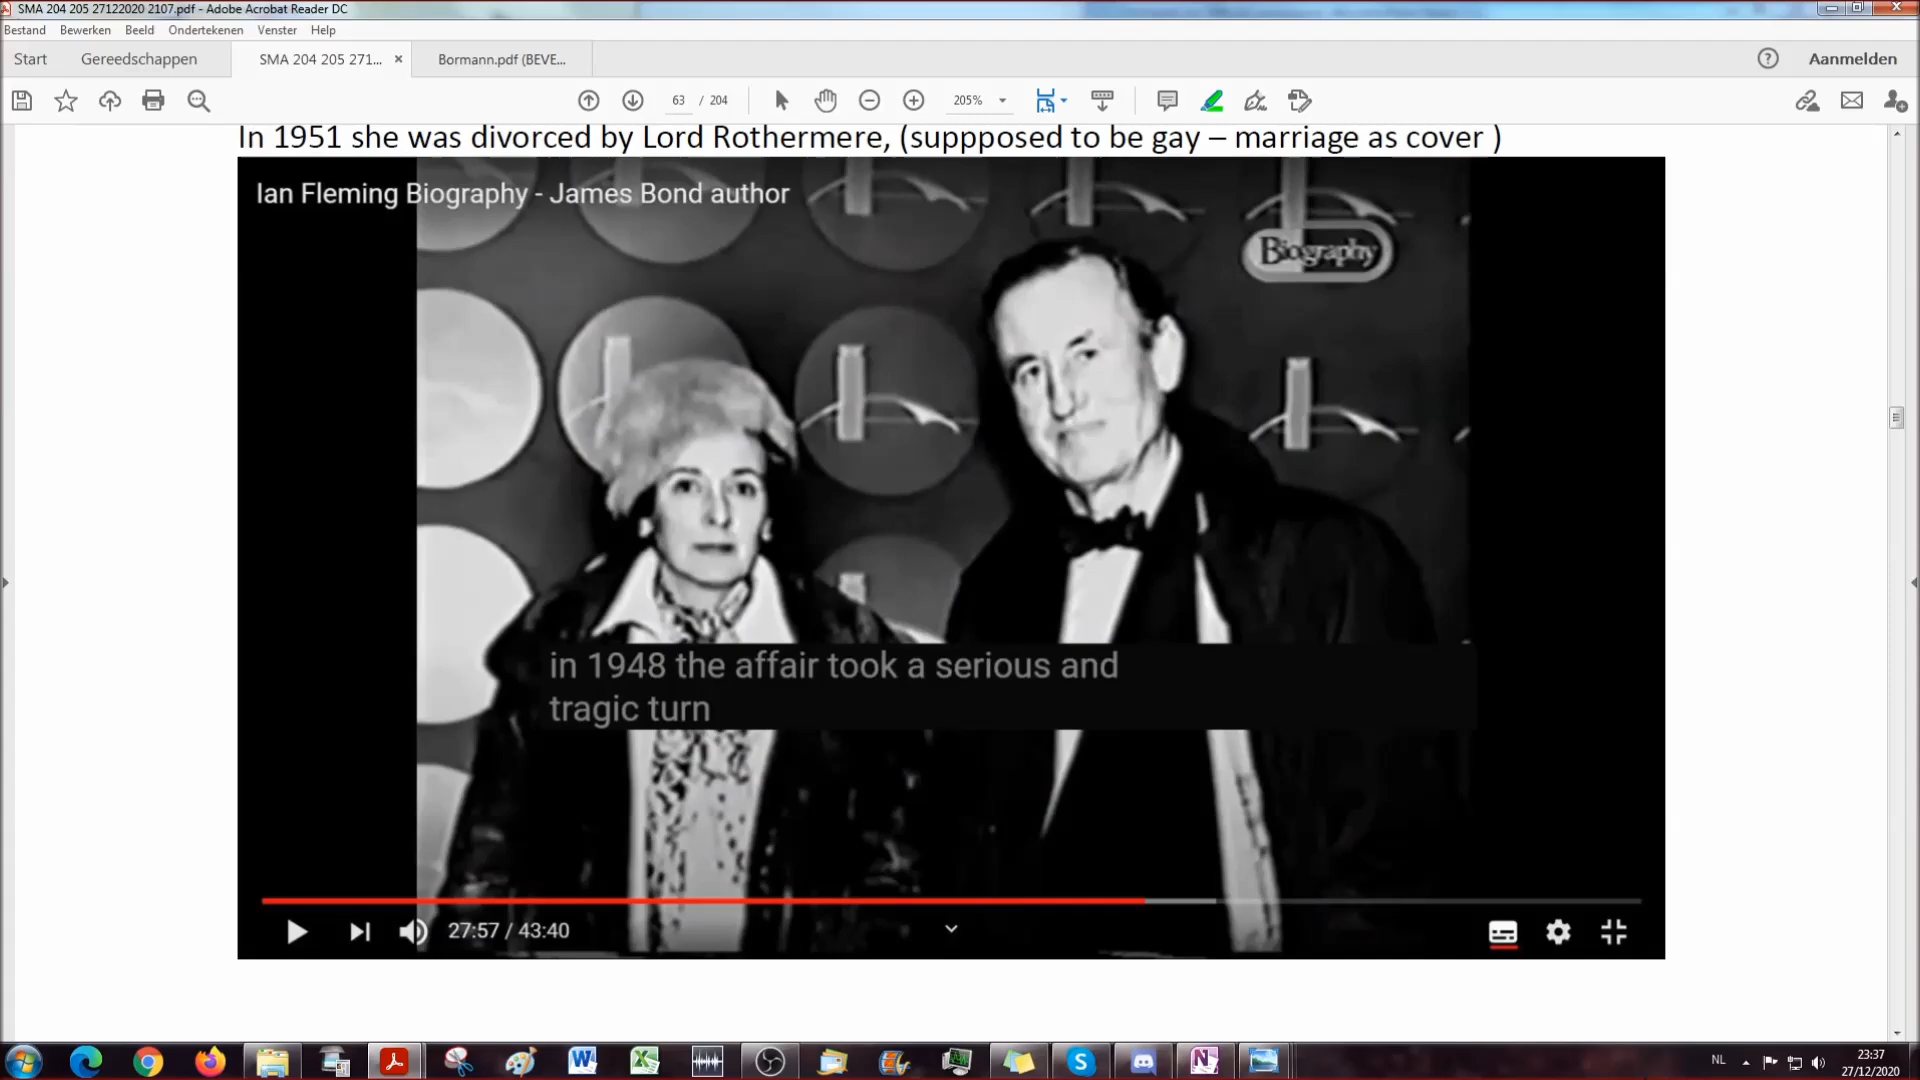 SMA 204 205 27122020 2107.pdf - Adobe Acrobat Reader DC
Bestand Bewerken Beeld Ondertekenen Venster Help
Start Gereedschappen SMA 204 205 271... × Bormann.pdf (BEVE... Aanmelden
63 / 204 205%
In 1951 she was divorced by Lord Rothermere, (suppposed to be gay – marriage as cover )
Ian Fleming Biography - James Bond author
Biography
in 1948 the affair took a serious and
tragic turn
27:57 / 43:40
NL
23:37
27/12/2020